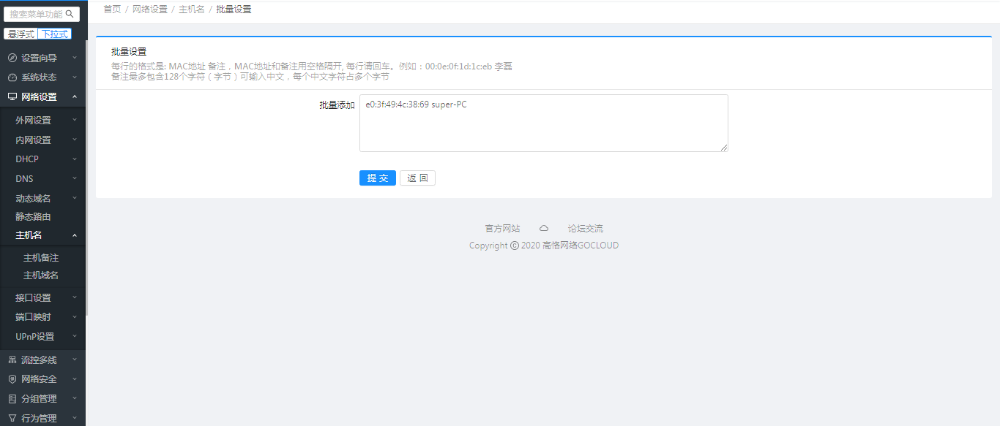 搜索菜单功能
悬浮式 下拉式
设置向导
系统状态
网络设置
外网设置
内网设置
DHCP
DNS
动态域名
静态路由
主机名
主机备注
主机域名
接口设置
端口映射
UPnP设置
流控多线
网络安全
分组管理
行为管理
首页 / 网络设置 / 主机名 / 批量设置
批量设置
每行的格式是: MAC地址 备注，MAC地址和备注用空格隔开, 每行请回车。例如：00:0e:0f:1d:1c:eb 李磊
备注最多包含128个字符（字节）可输入中文，每个中文字符占多个字节
批量添加
e0:3f:49:4c:38:69 super-PC
提 交 返 回
官方网站 论坛交流
Copyright © 2020 高恪网络GOCLOUD